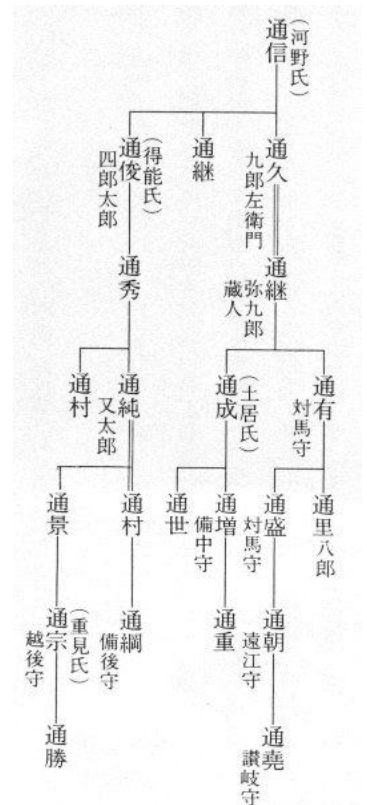 通信
(河野氏)
通久
九郎左衛門
通継
通俊
(得能氏)
四郎太郎
通継
弥九郎
蔵人
通秀
通有
対馬守
通成
(土居氏)
通純
又太郎
通村
通里八郎
通盛
対馬守
通増
備中守
通世
通村
通景
通朝
遠江守
通重
通綱
備後守
通宗
(重見氏)
越後守
通堯
讃岐守
通勝